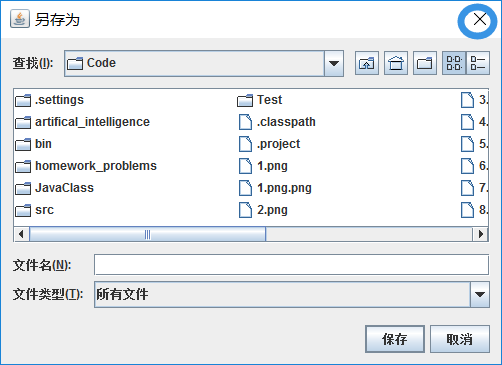 另存为
查找(I): Code
.settings Test 3.
artifical_intelligence .classpath 4.
bin .project 5.
homework_problems 1.png 6.
JavaClass 1.png.png 7.
src 2.png 8.
文件名(N):
文件类型(T): 所有文件
保存 取消